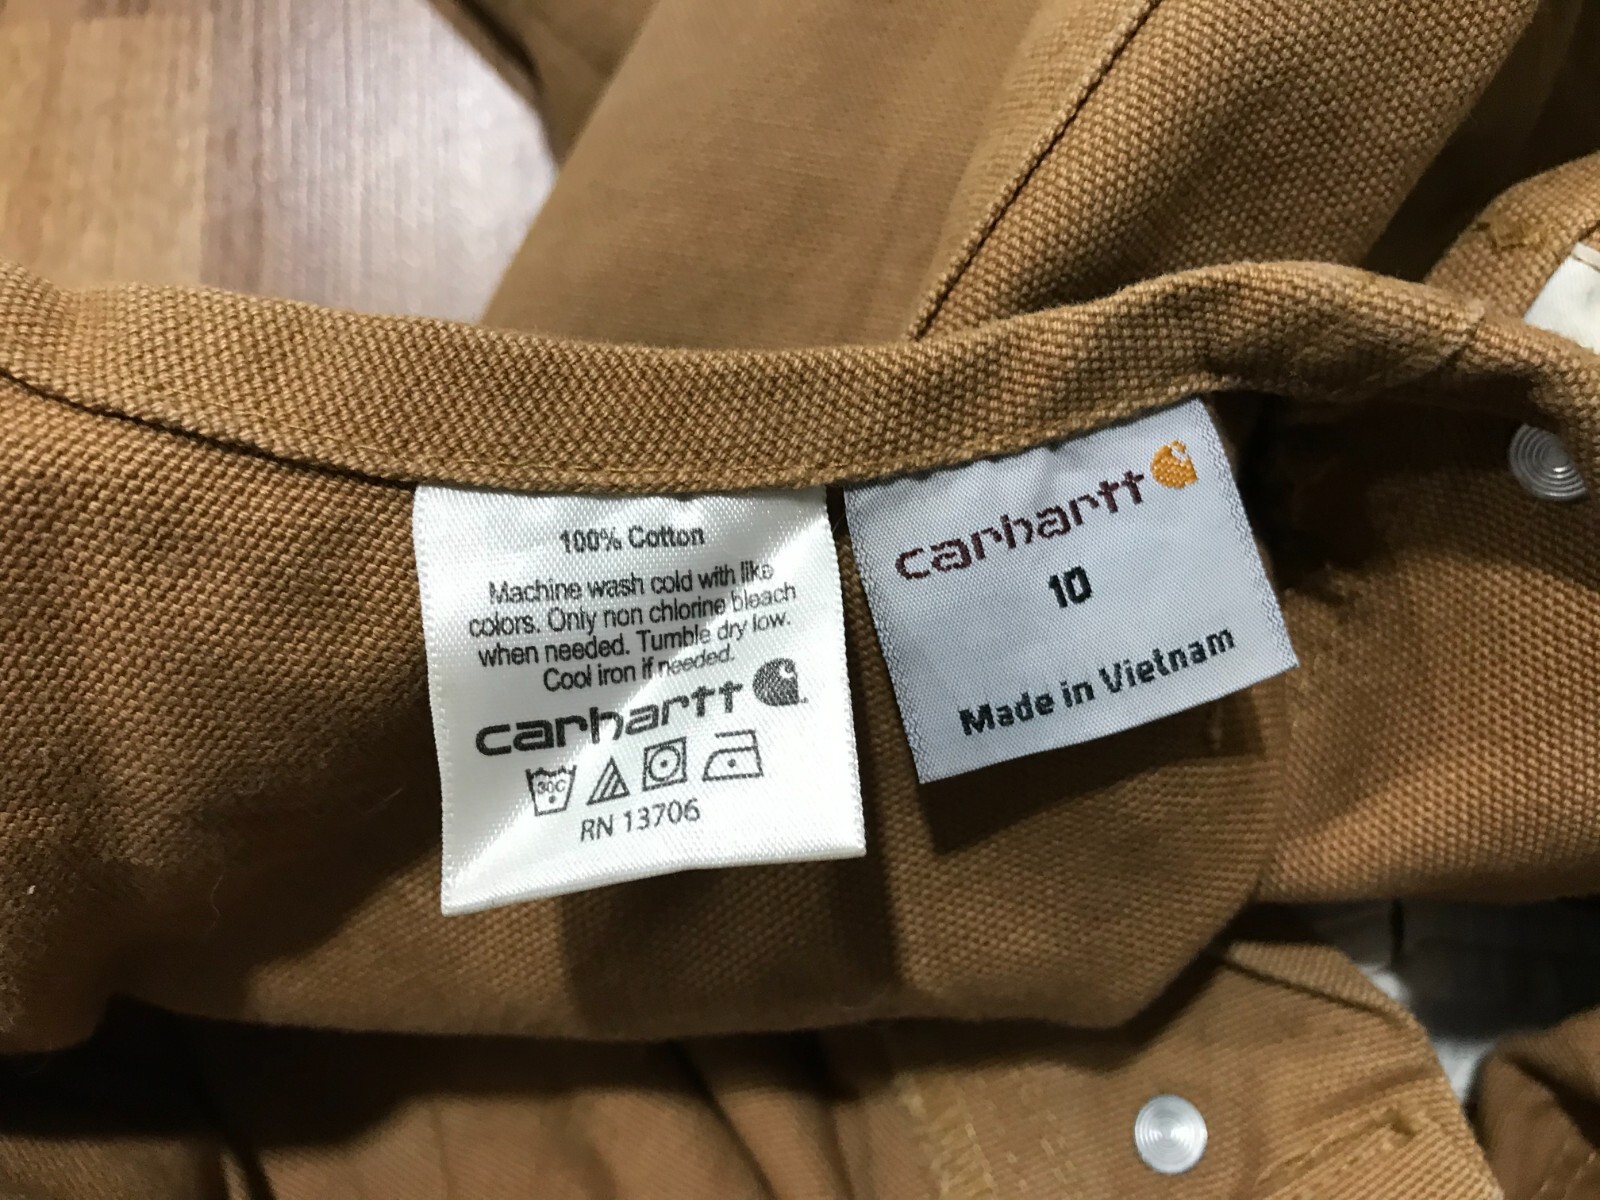 100% Cotton
Machine wash cold with like
colors. Only non chlorine bleach
when needed. Tumble dry low.
Cool iron if needed.
carhartt
30C
RN 13706
carhartt
10
Made in Vietnam